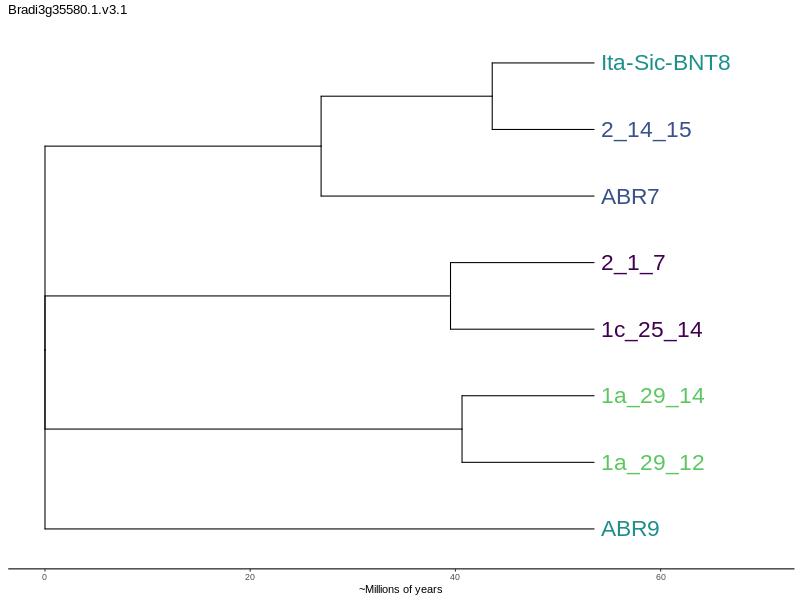 Bradi3g35580.1.v3.1
Ita-Sic-BNT8
2_14_15
ABR7
2_1_7
1c_25_14
1a_29_14
1a_29_12
ABR9
0 20 40 60
~Millions of years